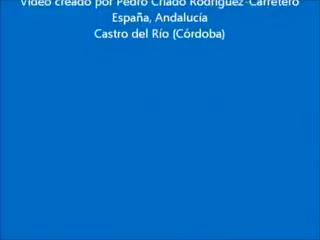 Vídeo creado por Pedro Criado Rodríguez-Carretero
España, Andalucía
Castro del Río (Córdoba)